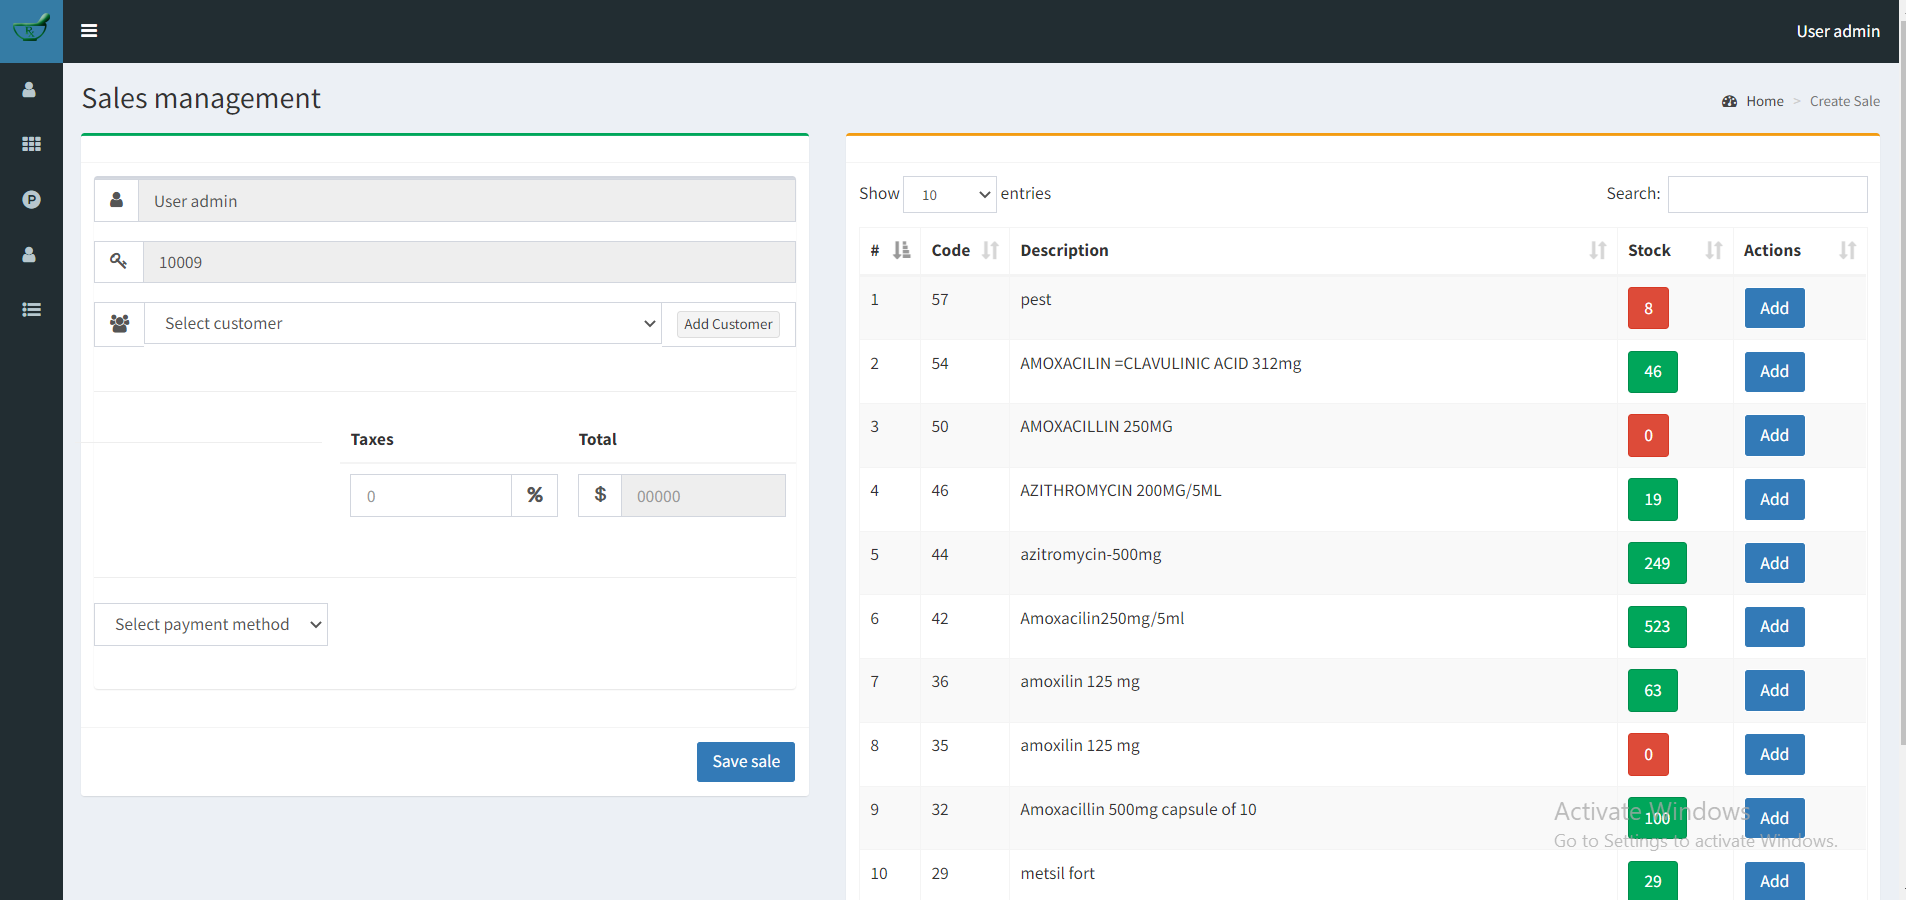 User admin
Sales management
Home > Create Sale
User admin
10009
Select customer Add Customer
Taxes Total
0 % $ 00000
Select payment method
Save sale
Show 10 entries Search:
# Code Description Stock Actions
1 57 pest 8 Add
2 54 AMOXACILIN =CLAVULINIC ACID 312mg 46 Add
3 50 AMOXACILLIN 250MG 0 Add
4 46 AZITHROMYCIN 200MG/5ML 19 Add
5 44 azitromycin-500mg 249 Add
6 42 Amoxacilin250mg/5ml 523 Add
7 36 amoxilin 125 mg 63 Add
8 35 amoxilin 125 mg 0 Add
9 32 Amoxacillin 500mg capsule of 10 100 Add
10 29 metsil fort 29 Add
Activate Windows
Go to Settings to activate Windows.